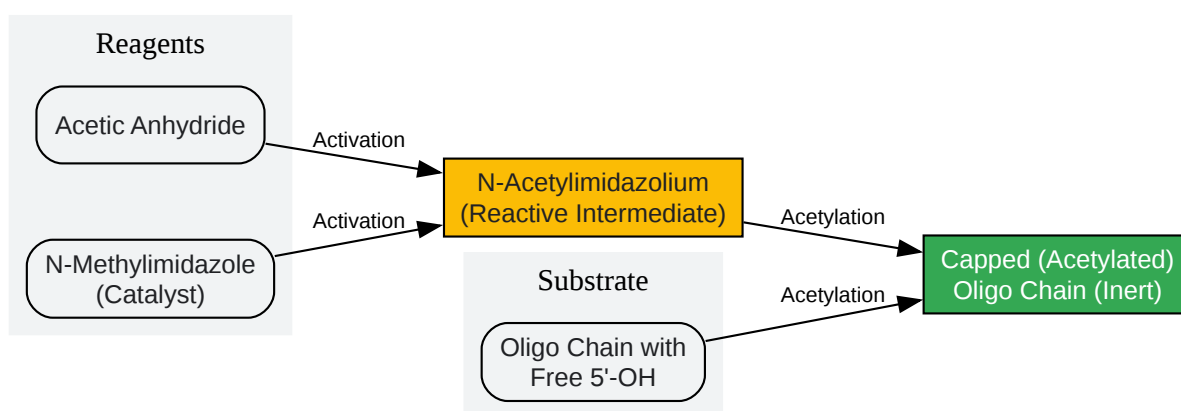 Reagents
Acetic Anhydride
Activation
N-Methylimidazole
(Catalyst)
Activation
N-Acetylimidazolium
(Reactive Intermediate)
Substrate
Oligo Chain with
Free 5'-OH
Acetylation
Acetylation
Capped (Acetylated)
Oligo Chain (Inert)